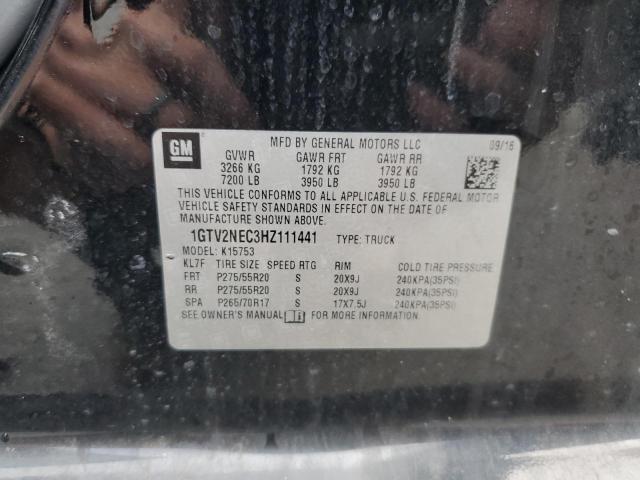 GM
MFD BY GENERAL MOTORS LLC 09/16
GVWR GAWR FRT GAWR RR
3266 KG 1792 KG 1792 KG
7200 LB 3950 LB 3950 LB
THIS VEHICLE CONFORMS TO ALL APPLICABLE U.S. FEDERAL MOTOR
VEHICLE SAFETY STANDARDS IN EFFECT ON THE DATE OF
MANUFACTURE SHOWN ABOVE.
1GTV2NEC3HZ111441 TYPE: TRUCK
MODEL: K15753
KL7F TIRE SIZE SPEED RTG RIM COLD TIRE PRESSURE
FRT P275/55R20 S 20X9J 240KPA(35PSI)
RR P275/55R20 S 20X9J 240KPA(35PSI)
SPA P265/70R17 S 17X7.5J 240KPA(35PSI)
SEE OWNER'S MANUAL FOR MORE INFORMATION.